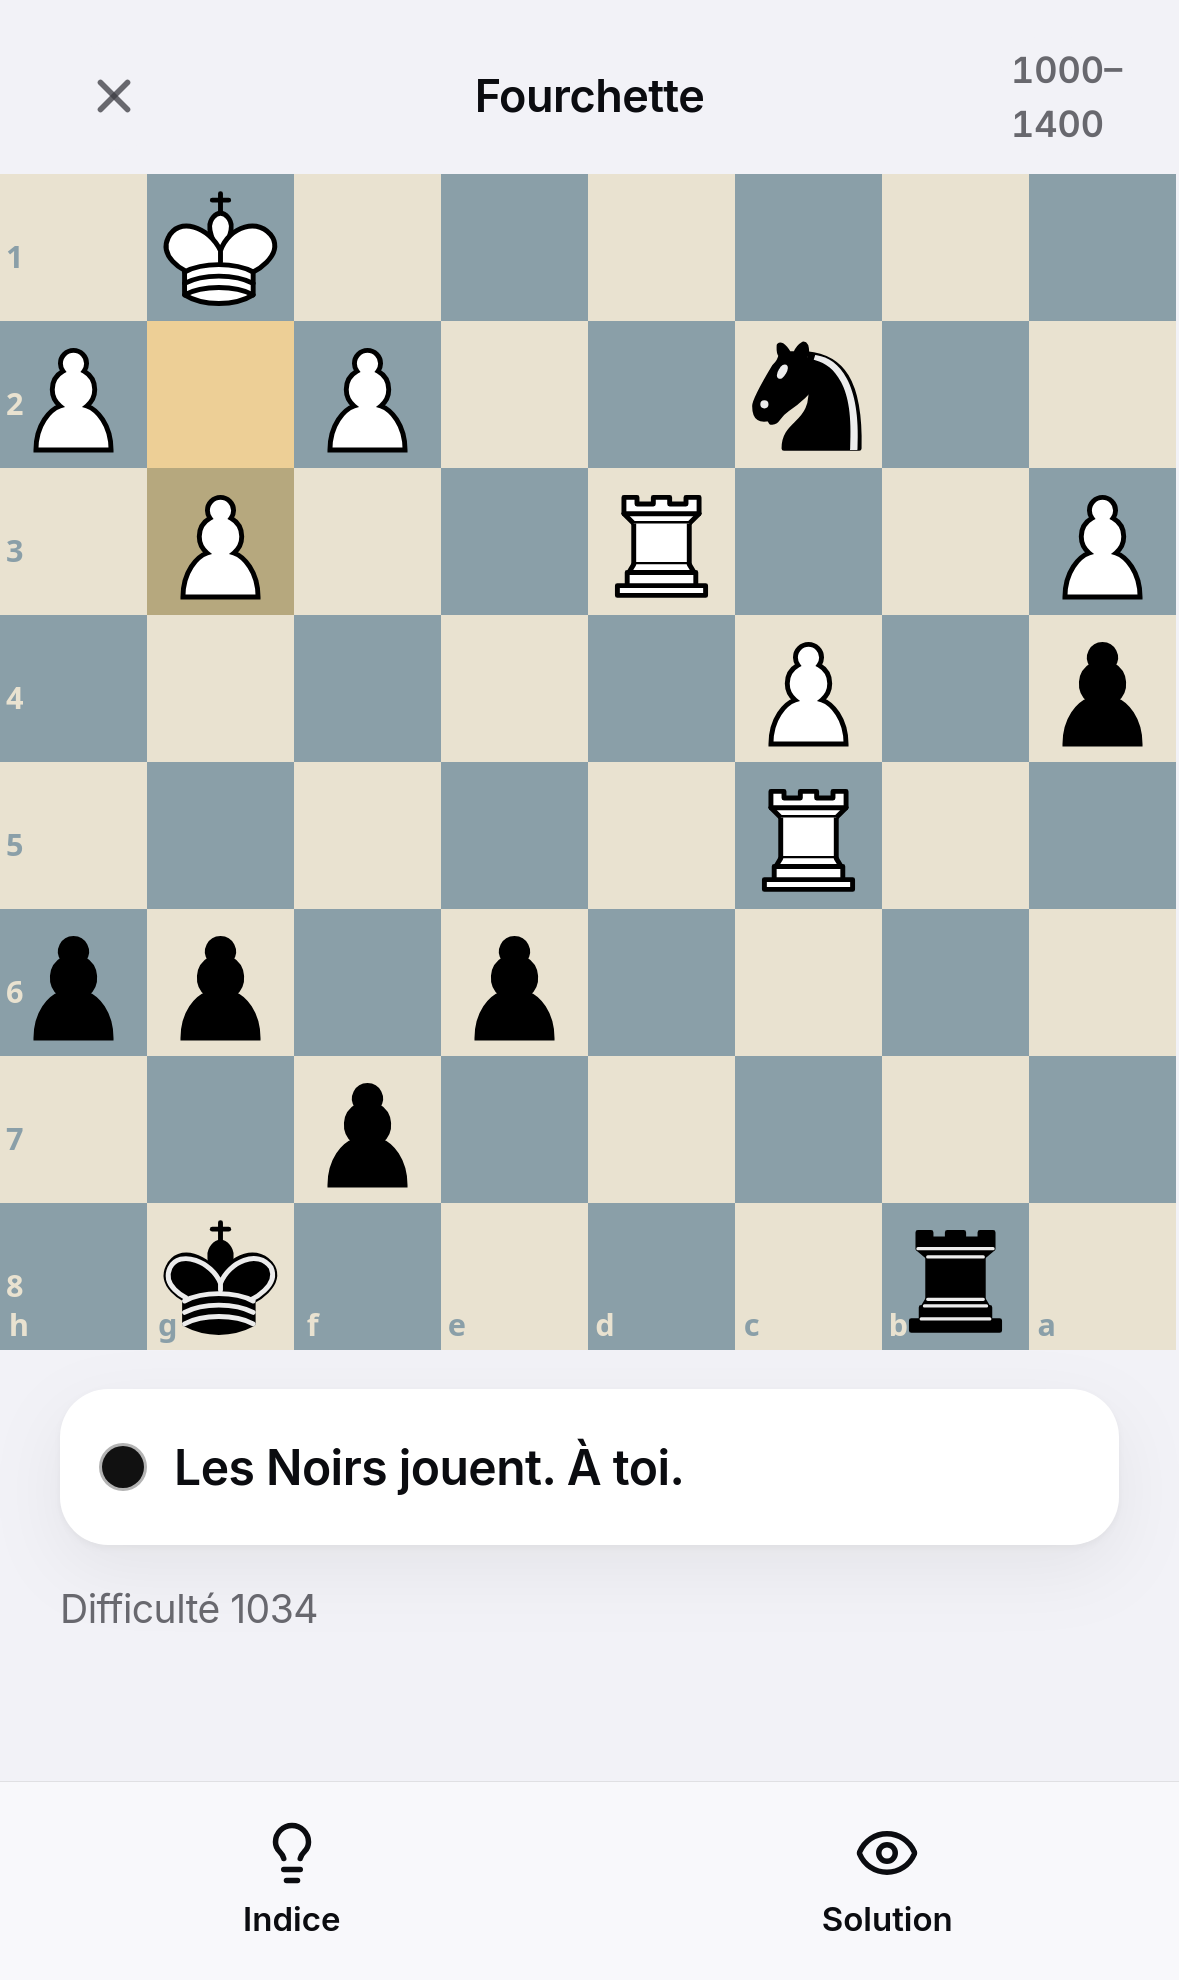 Fourchette
1000–
1400
1
2
3
4
5
6
7
8
h g f e d c b a
Les Noirs jouent. À toi.
Difficulté 1034
Indice
Solution